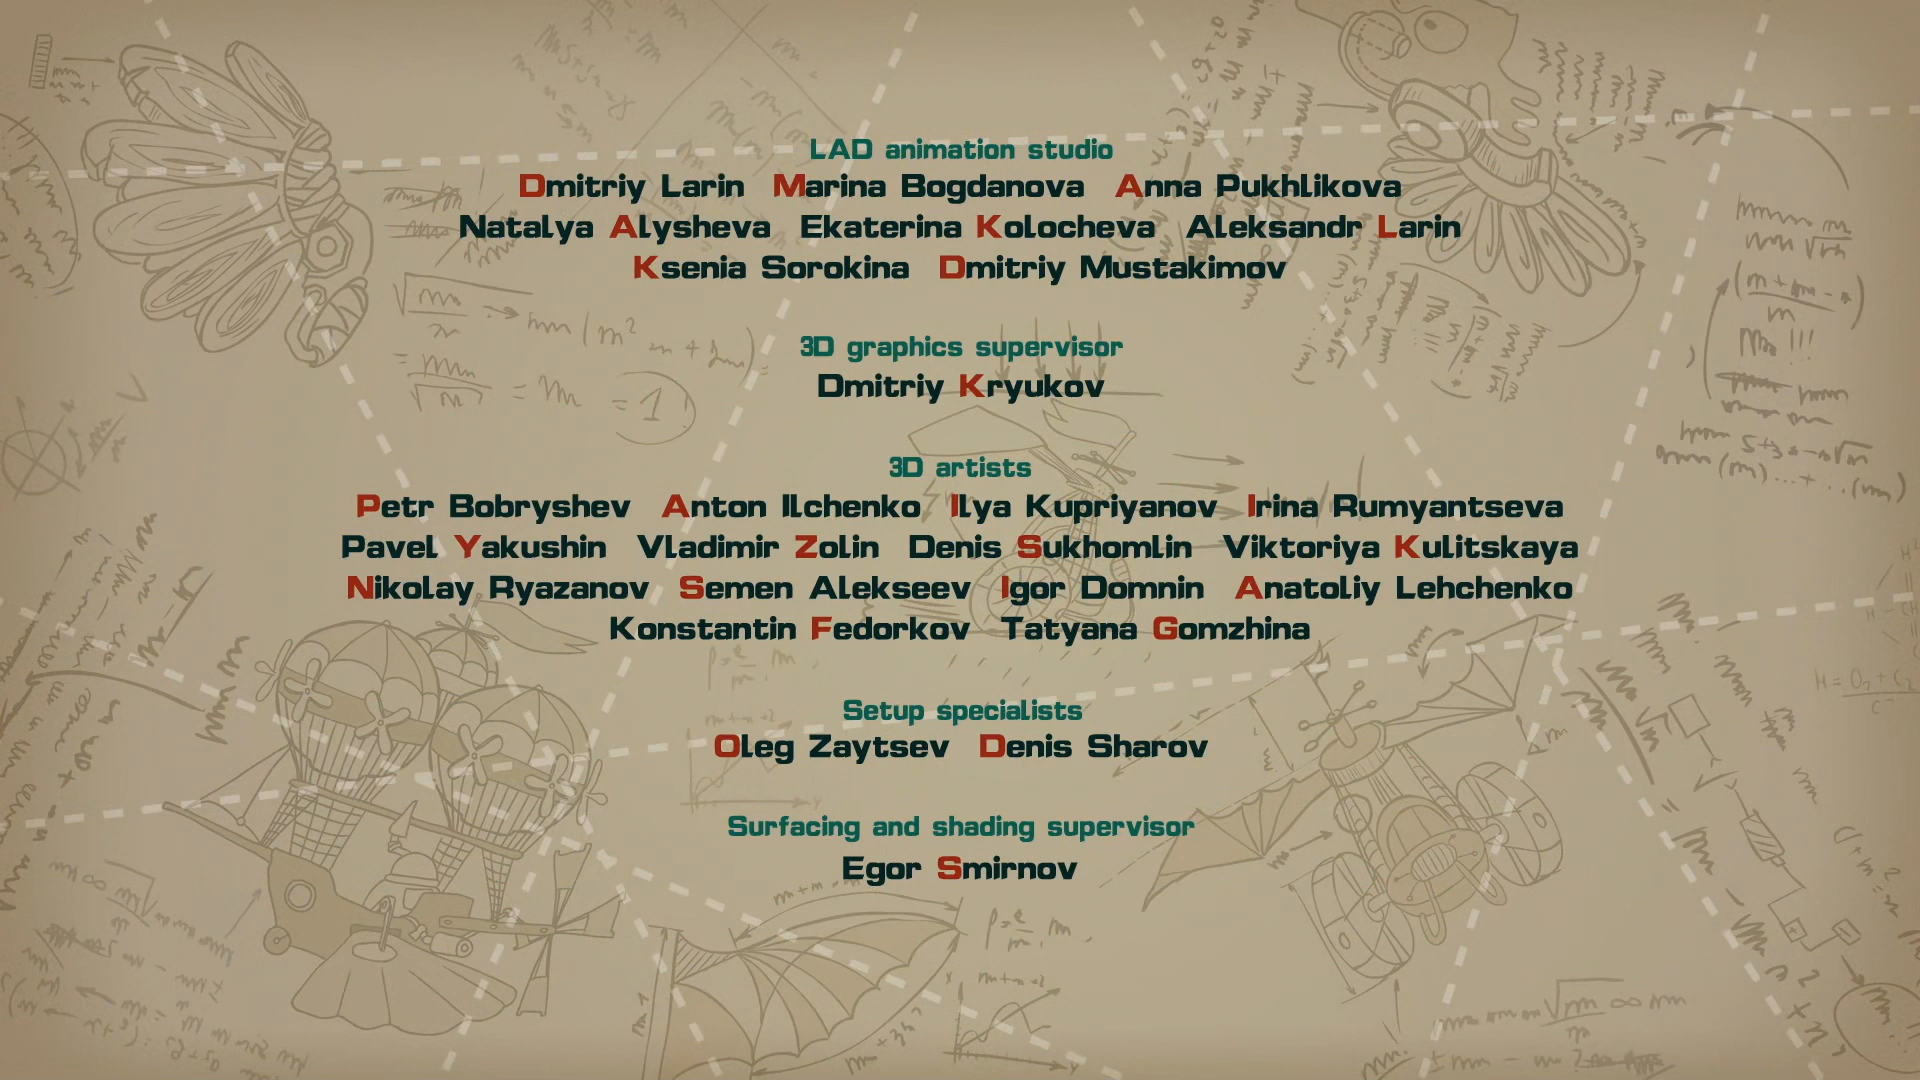 LAD animation studio
Dmitriy Larin Marina Bogdanova Anna Pukhlikova
Natalya Alysheva Ekaterina Kolocheva Aleksandr Larin
Ksenia Sorokina Dmitriy Mustakimov
3D graphics supervisor
Dmitriy Kryukov
3D artists
Petr Bobryshev Anton Ilchenko Ilya Kupriyanov Irina Rumyantseva
Pavel Yakushin Vladimir Zolin Denis Sukhomlin Viktoriya Kulitskaya
Nikolay Ryazanov Semen Alekseev Igor Domnin Anatoliy Lehchenko
Konstantin Fedorkov Tatyana Gomzhina
Setup specialists
Oleg Zaytsev Denis Sharov
Surfacing and shading supervisor
Egor Smirnov